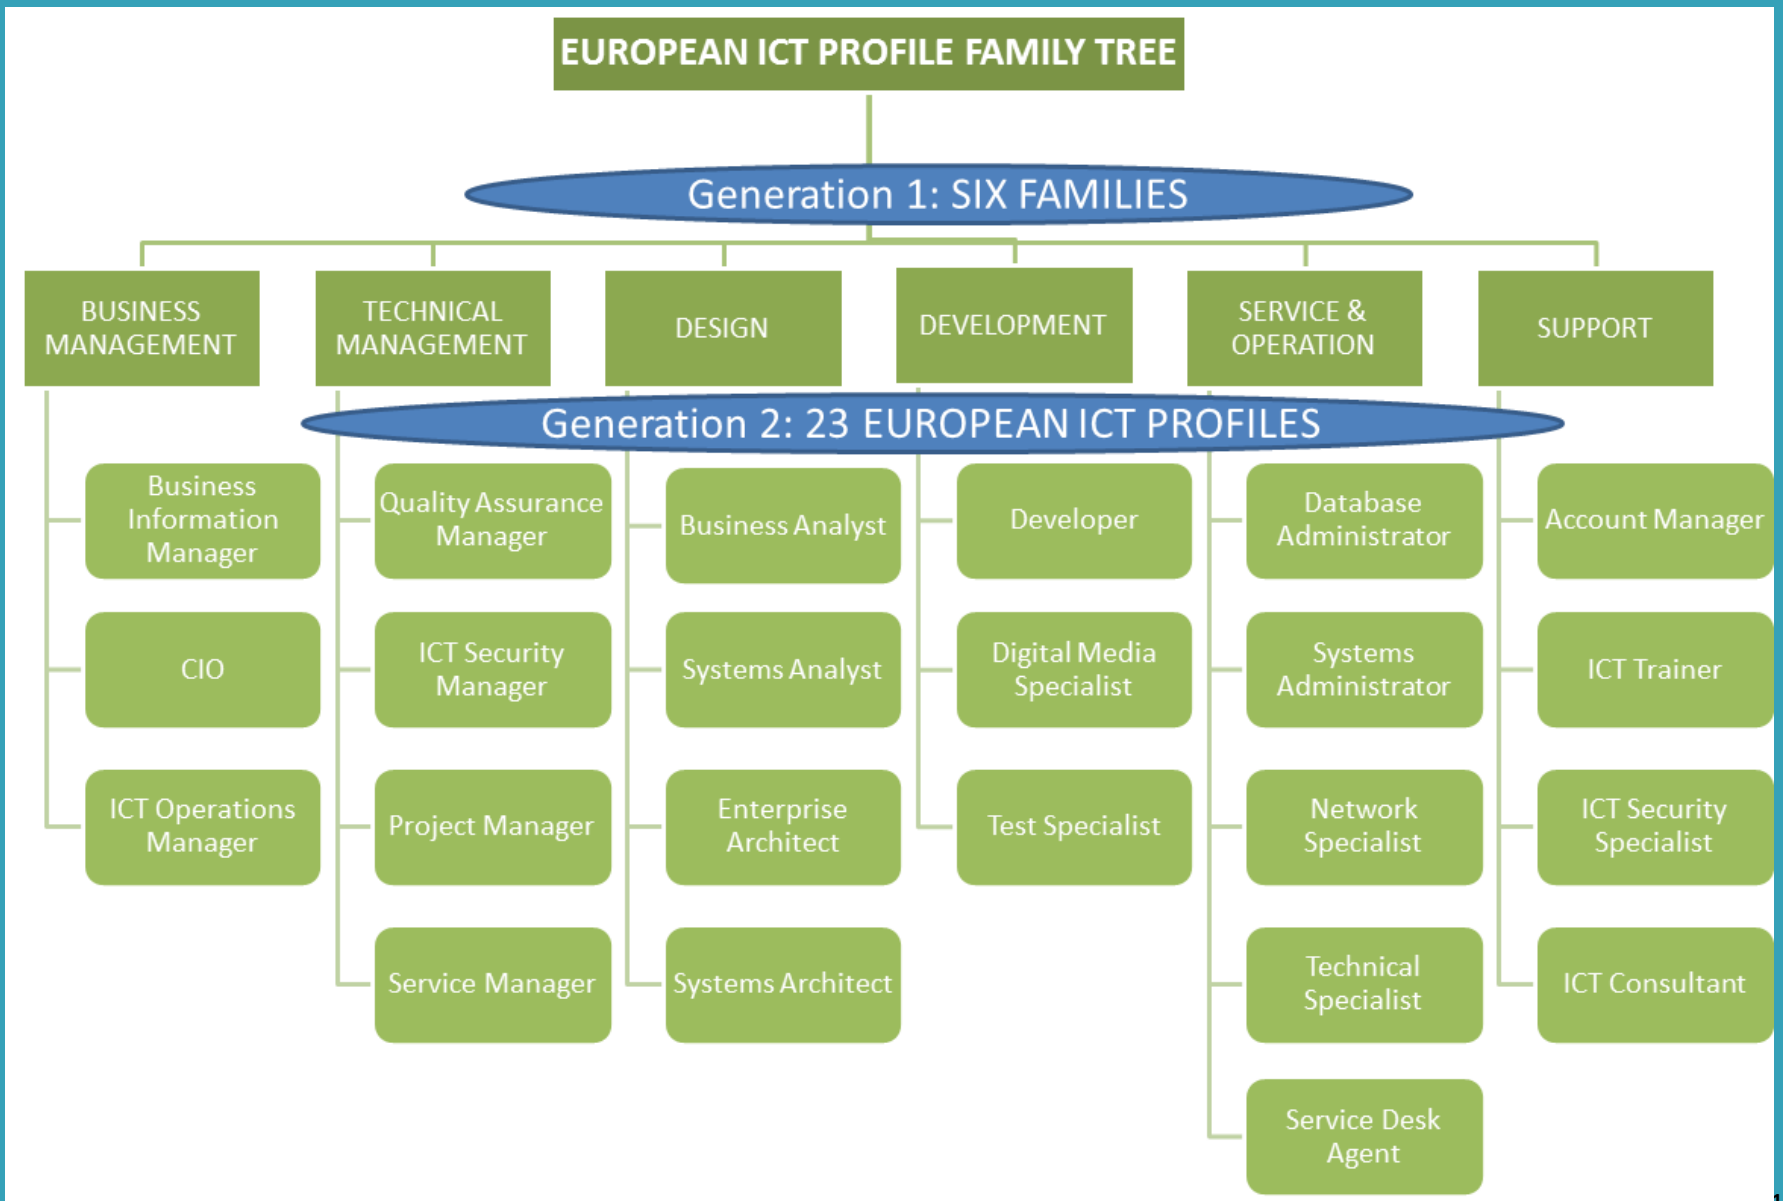 EUROPEAN ICT PROFILE FAMILY TREE
Generation 1: SIX FAMILIES
BUSINESS
MANAGEMENT
TECHNICAL
MANAGEMENT
DESIGN
DEVELOPMENT
SERVICE &
OPERATION
SUPPORT
Generation 2: 23 EUROPEAN ICT PROFILES
Business
Information
Manager
CIO
ICT Operations
Manager
Quality Assurance
Manager
ICT Security
Manager
Project Manager
Service Manager
Business Analyst
Systems Analyst
Enterprise
Architect
Systems Architect
Developer
Digital Media
Specialist
Test Specialist
Database
Administrator
Systems
Administrator
Network
Specialist
Technical
Specialist
Service Desk
Agent
Account Manager
ICT Trainer
ICT Security
Specialist
ICT Consultant